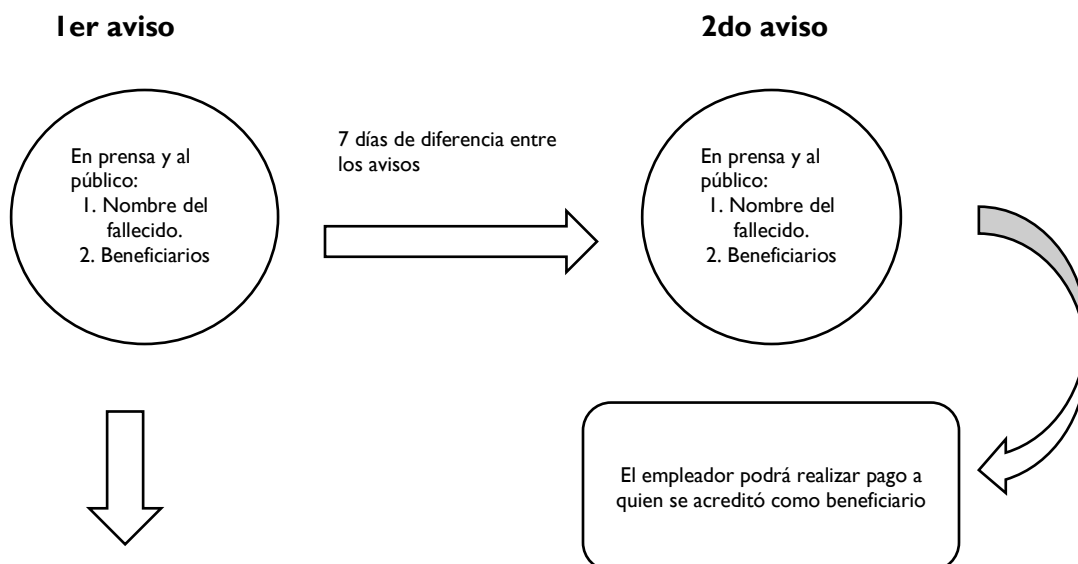 1er aviso
2do aviso
En prensa y al
público:
1. Nombre del
fallecido.
2. Beneficiarios
7 días de diferencia entre
los avisos
En prensa y al
público:
1. Nombre del
fallecido.
2. Beneficiarios
El empleador podrá realizar pago a
quien se acreditó como beneficiario